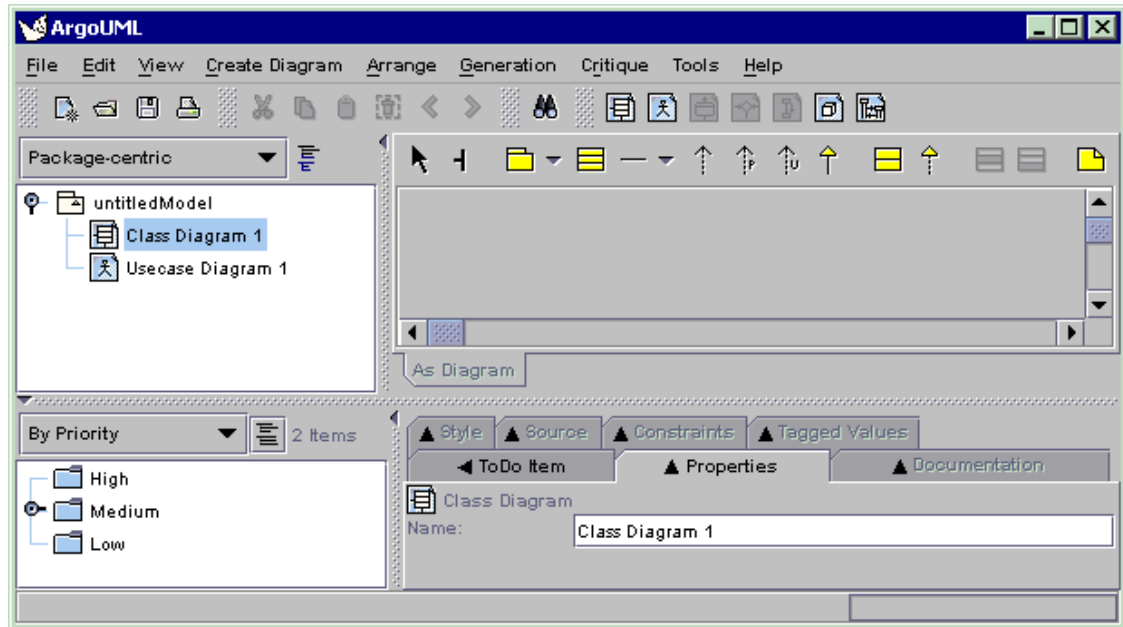 ArgoUML
File Edit View Create Diagram Arrange Generation Critique Tools Help
Package-centric
untitledModel
Class Diagram 1
Usecase Diagram 1
As Diagram
By Priority 2 Items
High
Medium
Low
Style Source Constraints Tagged Values
ToDo Item Properties Documentation
Class Diagram
Name: Class Diagram 1